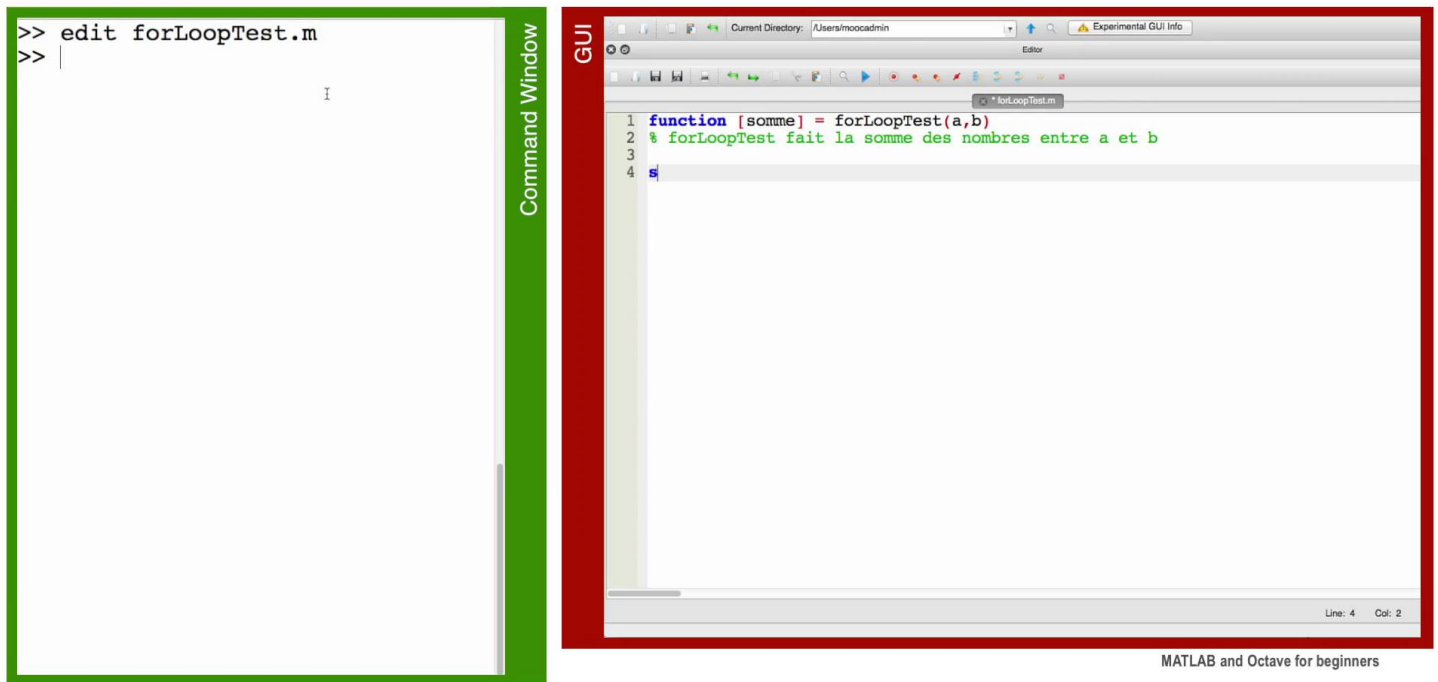 >> edit forLoopTest.m
>>
Command Window
GUI
Current Directory: /Users/moocadmin
Experimental GUI Info
Editor
* forLoopTest.m
1 function [somme] = forLoopTest(a,b)
2 % forLoopTest fait la somme des nombres entre a et b
3
4 s
Line: 4 Col: 2
MATLAB and Octave for beginners